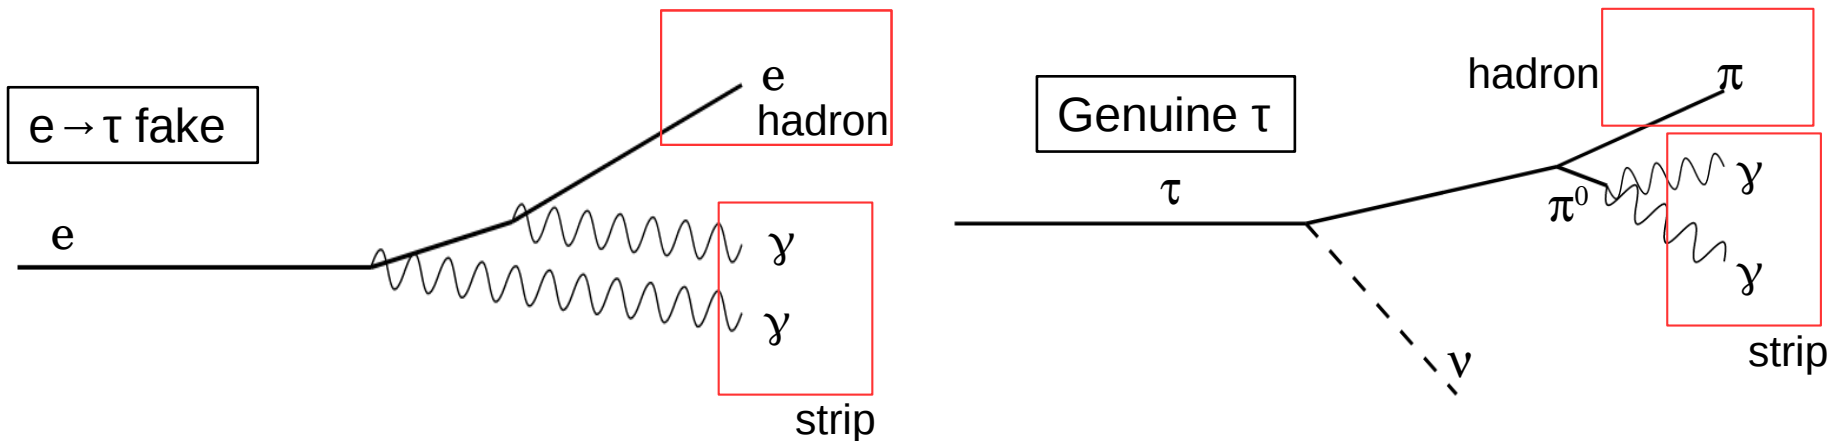 e→τ fake
e
e
hadron
γ
γ
strip
Genuine τ
τ
ν
hadron
π
π⁰
γ
γ
strip